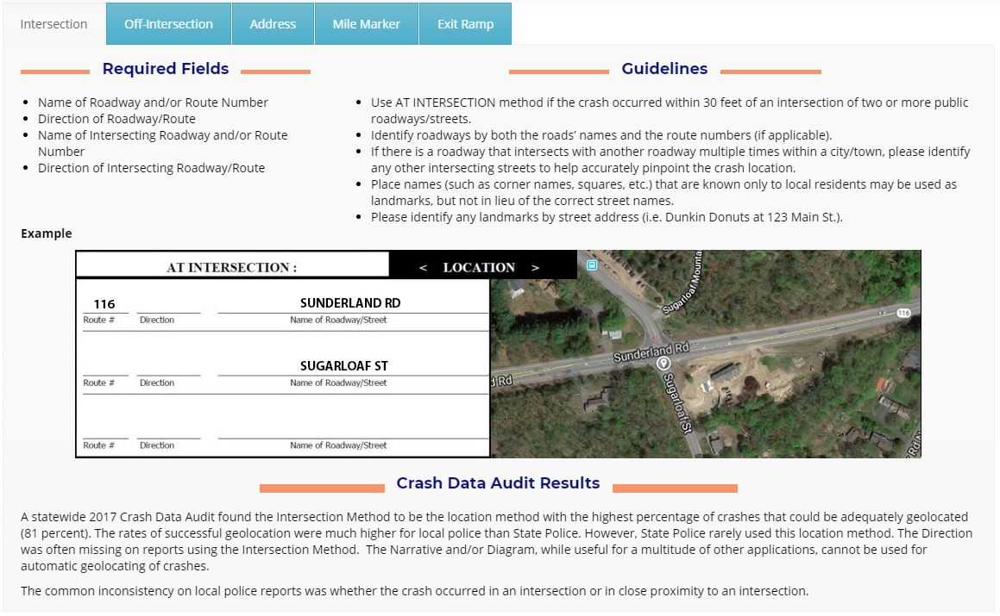 Intersection
Off-Intersection
Address
Mile Marker
Exit Ramp
Required Fields
Name of Roadway and/or Route Number
Direction of Roadway/Route
Name of Intersecting Roadway and/or Route
Number
Direction of Intersecting Roadway/Route
Guidelines
Use AT INTERSECTION method if the crash occurred within 30 feet of an intersection of two or more public
roadways/streets.
Identify roadways by both the roads’ names and the route numbers (if applicable).
If there is a roadway that intersects with another roadway multiple times within a city/town, please identify
any other intersecting streets to help accurately pinpoint the crash location.
Place names (such as corner names, squares, etc.) that are known only to local residents may be used as
landmarks, but not in lieu of the correct street names.
Please identify any landmarks by street address (i.e. Dunkin Donuts at 123 Main St.).
Example
AT INTERSECTION :
< LOCATION >
116 SUNDERLAND RD
Route # Direction Name of Roadway/Street
SUGARLOAF ST
Route # Direction Name of Roadway/Street
Route # Direction Name of Roadway/Street
Sugarloaf Mounta
116
Sunderland Rd
d Rd
Sugarloaf St
Rd N
Crash Data Audit Results
A statewide 2017 Crash Data Audit found the Intersection Method to be the location method with the highest percentage of crashes that could be adequately geolocated
(81 percent). The rates of successful geolocation were much higher for local police than State Police. However, State Police rarely used this location method. The Direction
was often missing on reports using the Intersection Method.  The Narrative and/or Diagram, while useful for a multitude of other applications, cannot be used for
automatic geolocating of crashes.
The common inconsistency on local police reports was whether the crash occurred in an intersection or in close proximity to an intersection.